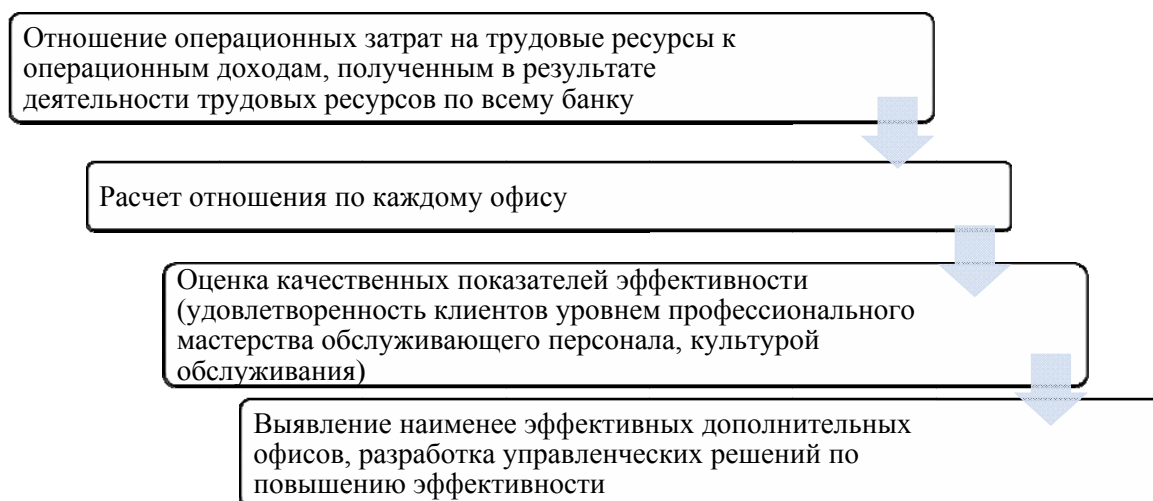 Отношение операционных затрат на трудовые ресурсы к
операционным доходам, полученным в результате
деятельности трудовых ресурсов по всему банку
Расчет отношения по каждому офису
Оценка качественных показателей эффективности
(удовлетворенность клиентов уровнем профессионального
мастерства обслуживающего персонала, культурой
обслуживания)
Выявление наименее эффективных дополнительных
офисов, разработка управленческих решений по
повышению эффективности